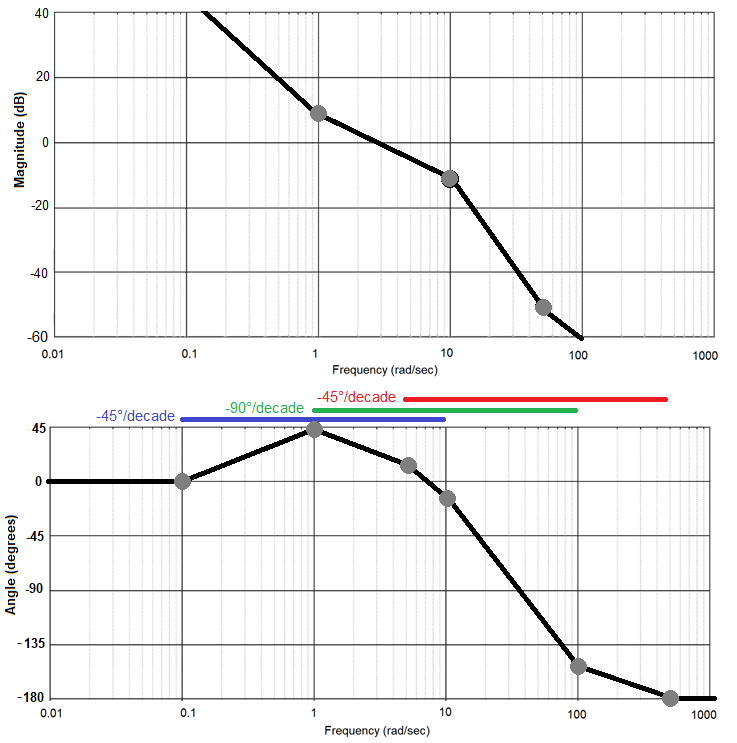 40
20
0
-20
-40
-60
Magnitude (dB)
0.01 0.1 1 10 100 1000
Frequency (rad/sec)
-45°/decade
-90°/decade
-45°/decade
45
0
-45
-90
-135
-180
Angle (degrees)
0.01 0.1 1 10 100 1000
Frequency (rad/sec)